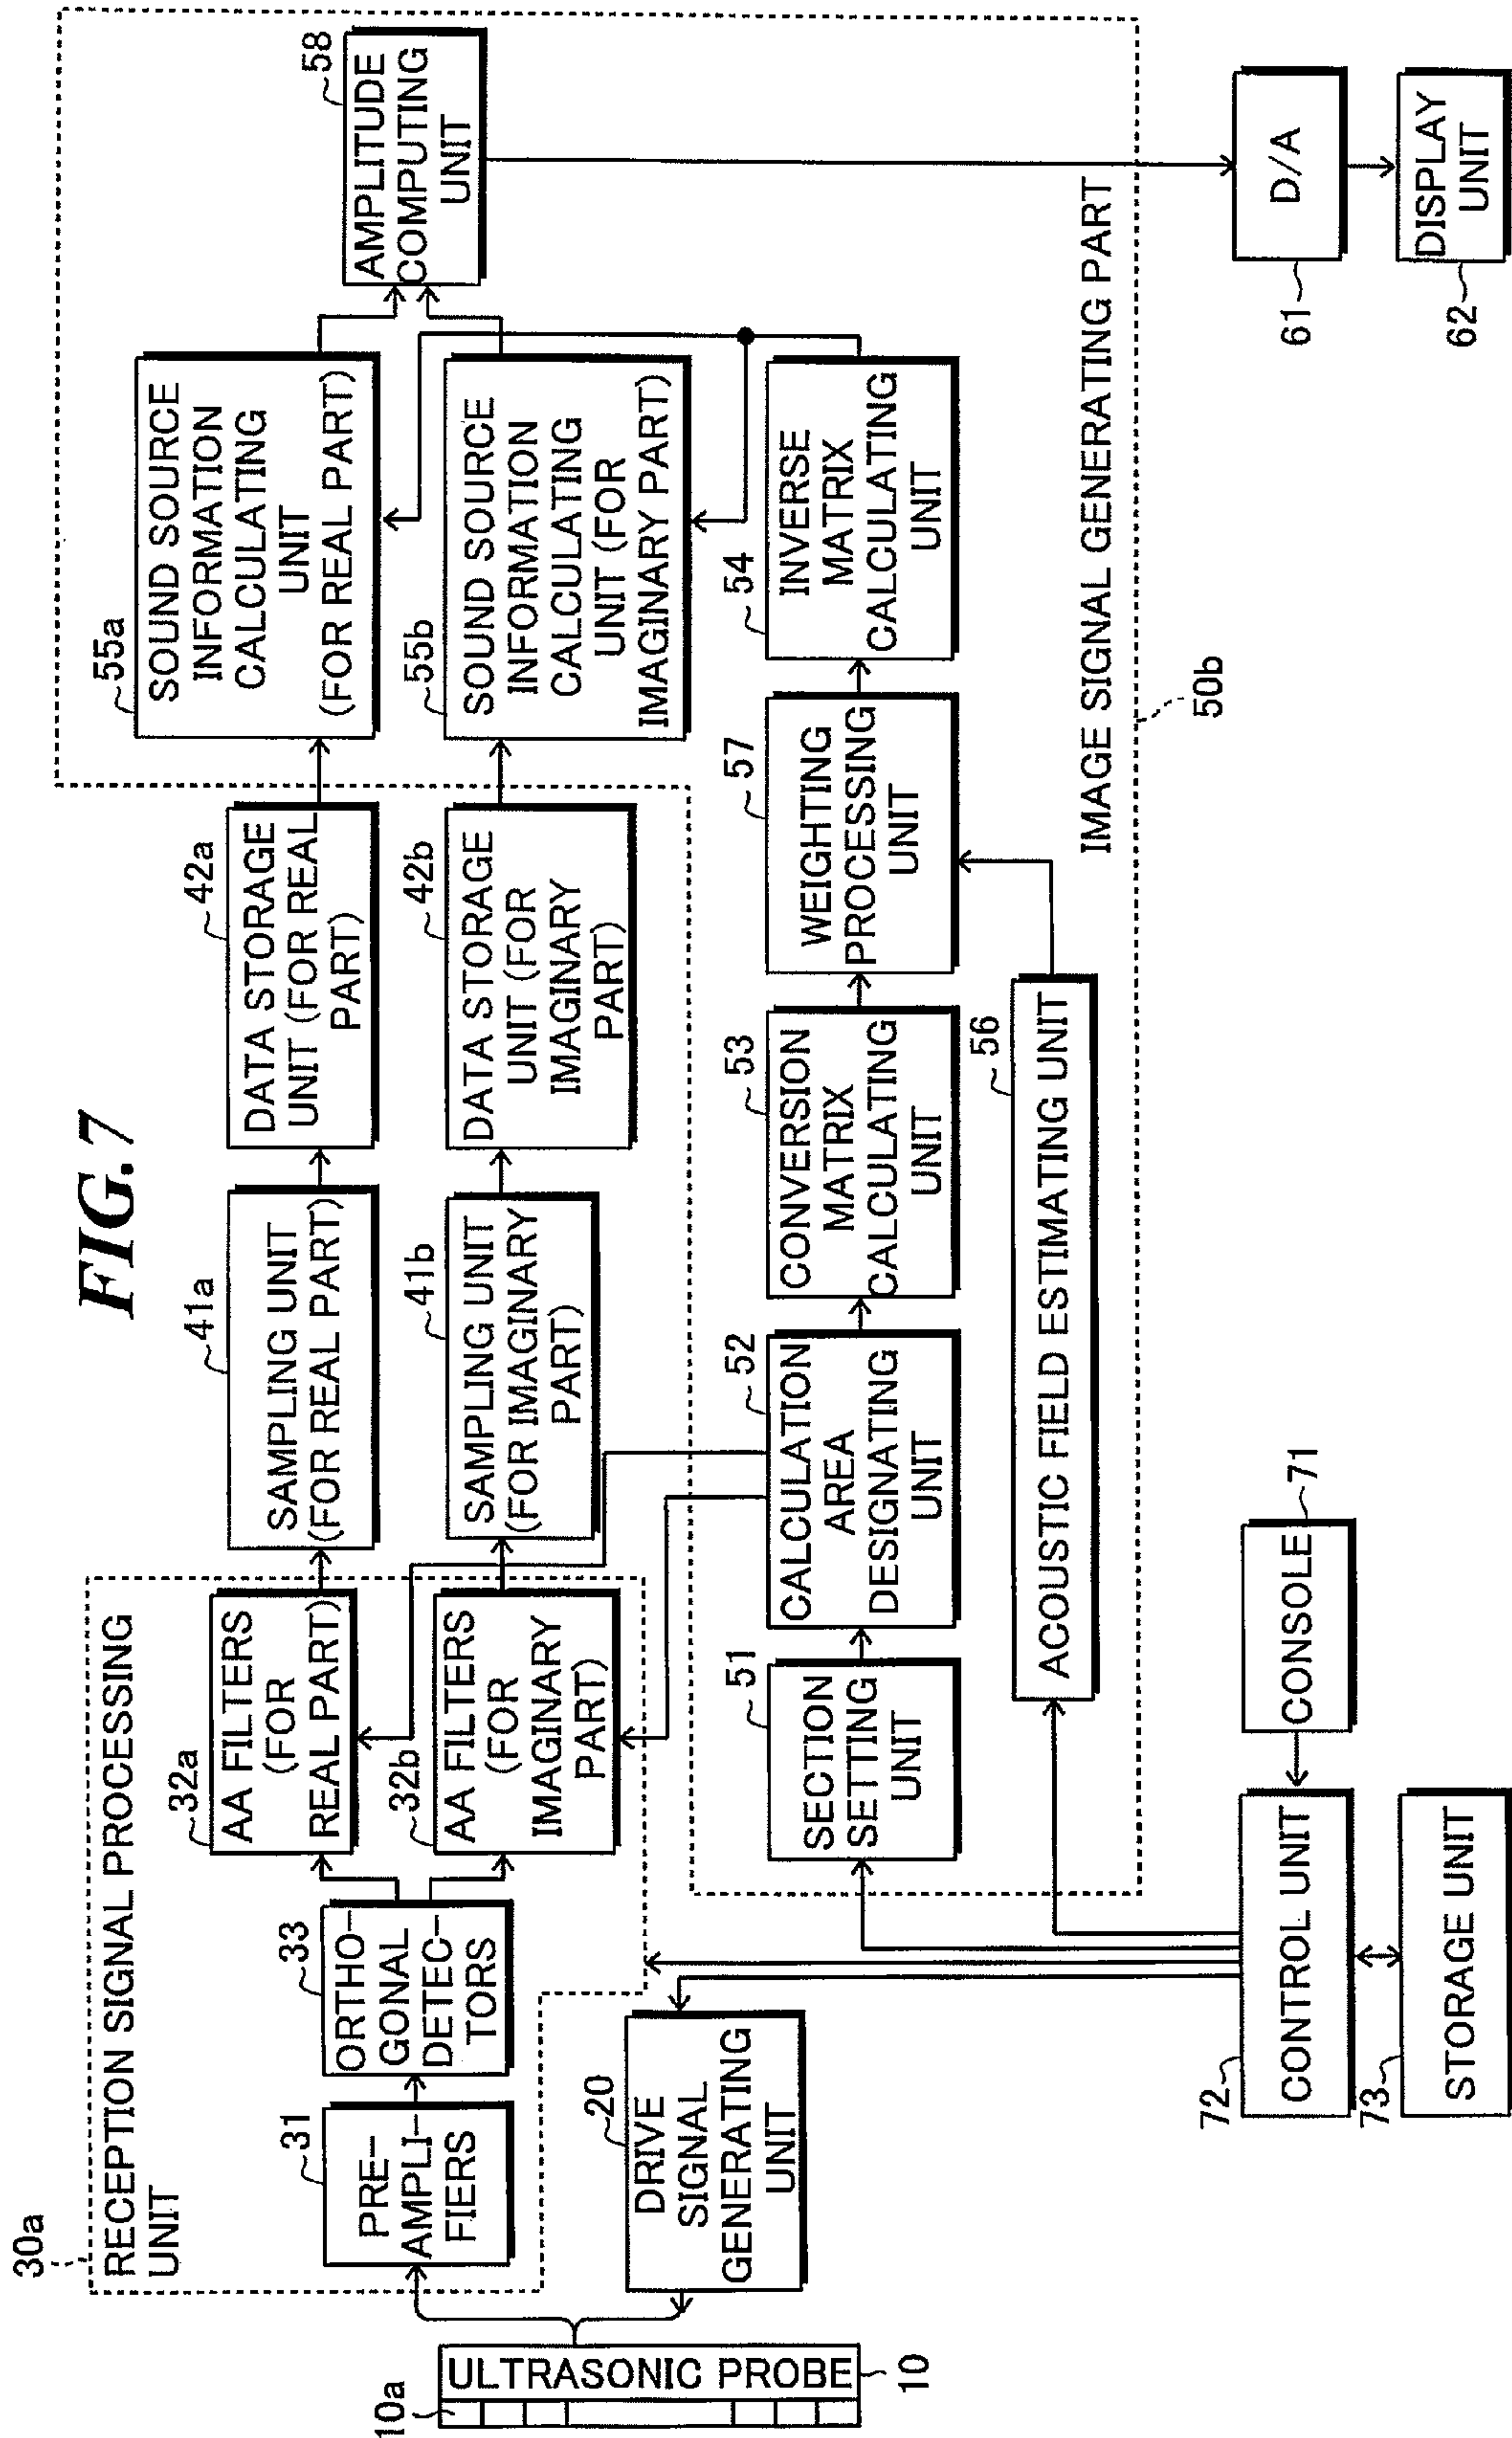 FIG.7
30a
RECEPTION SIGNAL PROCESSING
UNIT
10a
ULTRASONIC PROBE
10
31
PRE-
AMPLI-
FIERS
33
ORTHO-
GONAL
DETEC-
TORS
32a
AA FILTERS
(FOR
REAL PART)
32b
AA FILTERS
(FOR
IMAGINARY
PART)
41a
SAMPLING UNIT
(FOR REAL PART)
41b
SAMPLING UNIT
(FOR IMAGINARY
PART)
42a
DATA STORAGE
UNIT (FOR REAL
PART)
42b
DATA STORAGE
UNIT (FOR
IMAGINARY
PART)
55a
SOUND SOURCE
INFORMATION
CALCULATING
UNIT
(FOR REAL PART)
55b
SOUND SOURCE
INFORMATION
CALCULATING
UNIT (FOR
IMAGINARY PART)
58
AMPLITUDE
COMPUTING
UNIT
20
DRIVE
SIGNAL
GENERATING
UNIT
51
SECTION
SETTING
UNIT
52
CALCULATION
AREA
DESIGNATING
UNIT
53
CONVERSION
MATRIX
CALCULATING
UNIT
57
WEIGHTING
PROCESSING
UNIT
54
INVERSE
MATRIX
CALCULATING
UNIT
56
ACOUSTIC FIELD ESTIMATING UNIT
IMAGE SIGNAL GENERATING PART
50b
72
CONTROL UNIT
CONSOLE
71
73
STORAGE UNIT
61
D/A
62
DISPLAY
UNIT